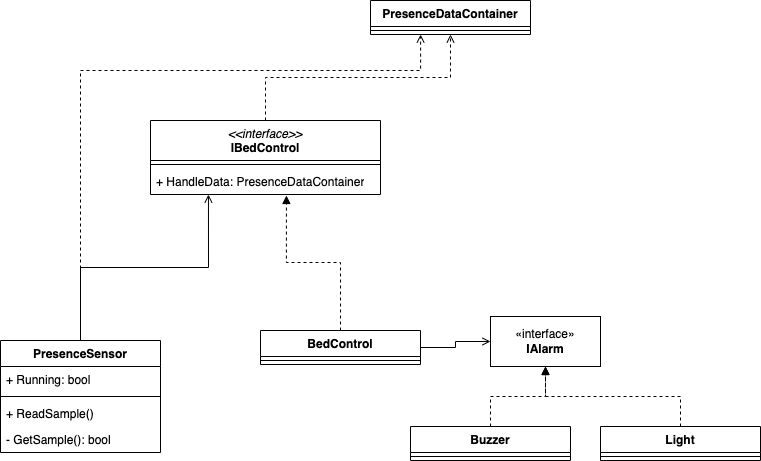 PresenceDataContainer
<<interface>>
IBedControl
+ HandleData: PresenceDataContainer
PresenceSensor
+ Running: bool
+ ReadSample()
- GetSample(): bool
BedControl
«interface»
IAlarm
Buzzer
Light